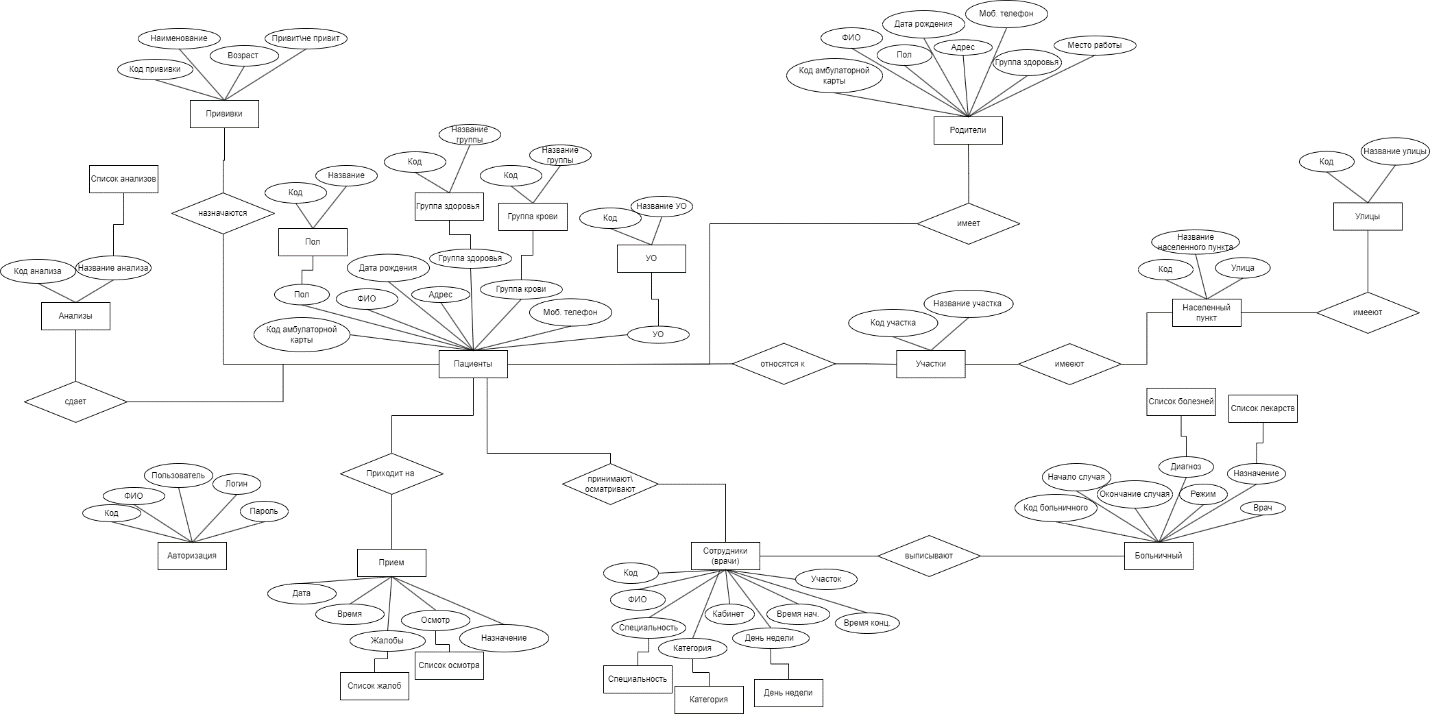 Наименование
Привит\не привит
Возраст
Код прививки
Прививки
назначаются
Список анализов
Код анализа
Название анализа
Анализы
сдает
Код
Название
Пол
Пол
Код
Название
группы
Группа здоровья
Группа здоровья
Код
Название
группы
Группа крови
Группа крови
Код
Название УО
УО
УО
Дата рождения
ФИО
Адрес
Моб. телефон
Код амбулаторной
карты
Пациенты
ФИО
Дата рождения
Моб. телефон
Пол
Адрес
Группа здоровья
Место работы
Код амбулаторной
карты
Родители
имеет
Код
Название улицы
Улицы
имееют
Название
населенного пункта
Код
Улица
Населенный
пункт
Название участка
Код участка
относятся к
Участки
имееют
Список болезней
Список лекарств
Диагноз
Назначение
Начало случая
Окончание случая
Режим
Код больничного
Врач
Больничный
выписывают
Приходит на
принимают\
осматривают
Пользователь
ФИО
Логин
Код
Пароль
Авторизация
Прием
Дата
Время
Осмотр
Жалобы
Назначение
Список осмотра
Список жалоб
Сотрудники
(врачи)
Код
Участок
ФИО
Кабинет
Время нач.
Время конц.
Специальность
День недели
Категория
Специальность
Категория
День недели